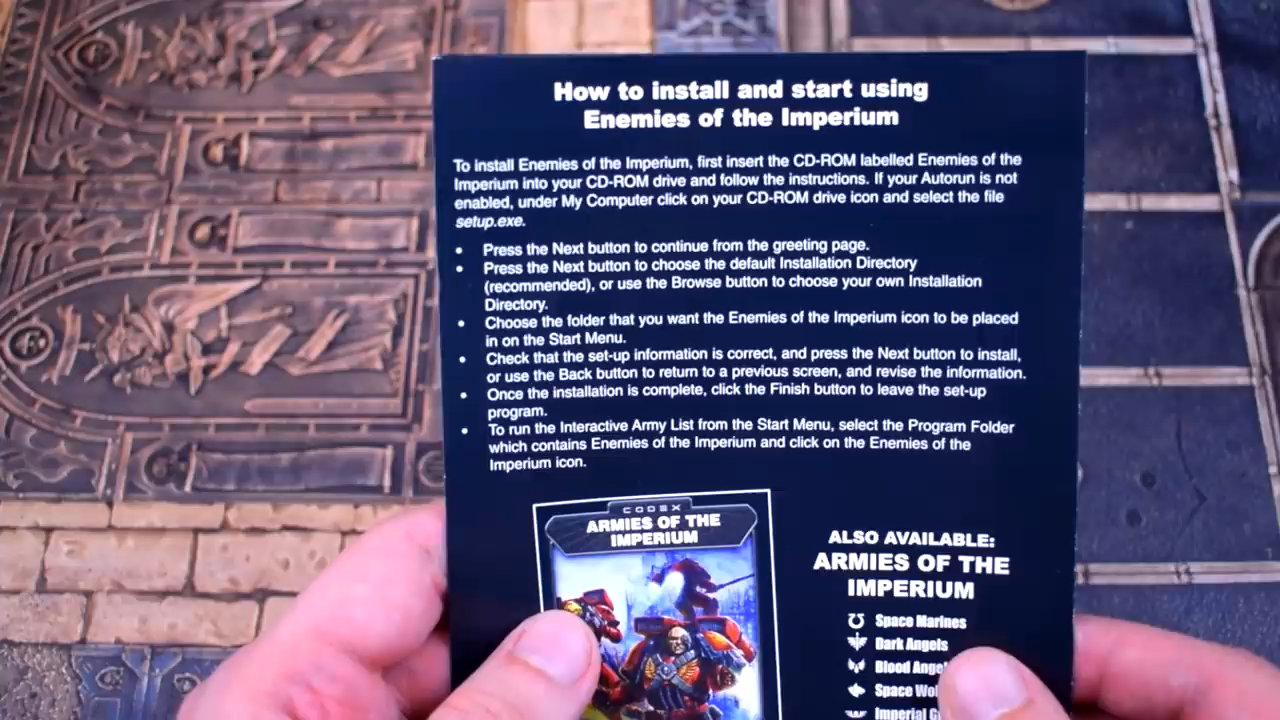 How to install and start using
Enemies of the Imperium
To install Enemies of the Imperium, first insert the CD-ROM labelled Enemies of the
Imperium into your CD-ROM drive and follow the instructions. If your Autorun is not
enabled, under My Computer click on your CD-ROM drive icon and select the file
setup.exe.
• Press the Next button to continue from the greeting page.
• Press the Next button to choose the default Installation Directory
(recommended), or use the Browse button to choose your own Installation
Directory.
• Choose the folder that you want the Enemies of the Imperium icon to be placed
in on the Start Menu.
• Check that the set-up information is correct, and press the Next button to install,
or use the Back button to return to a previous screen, and revise the information.
• Once the installation is complete, click the Finish button to leave the set-up
program.
• To run the Interactive Army List from the Start Menu, select the Program Folder
which contains Enemies of the Imperium and click on the Enemies of the
Imperium icon.
CODEX
ARMIES OF THE
IMPERIUM
ALSO AVAILABLE:
ARMIES OF THE
IMPERIUM
Space Marines
Dark Angels
Blood
Space
Imperial